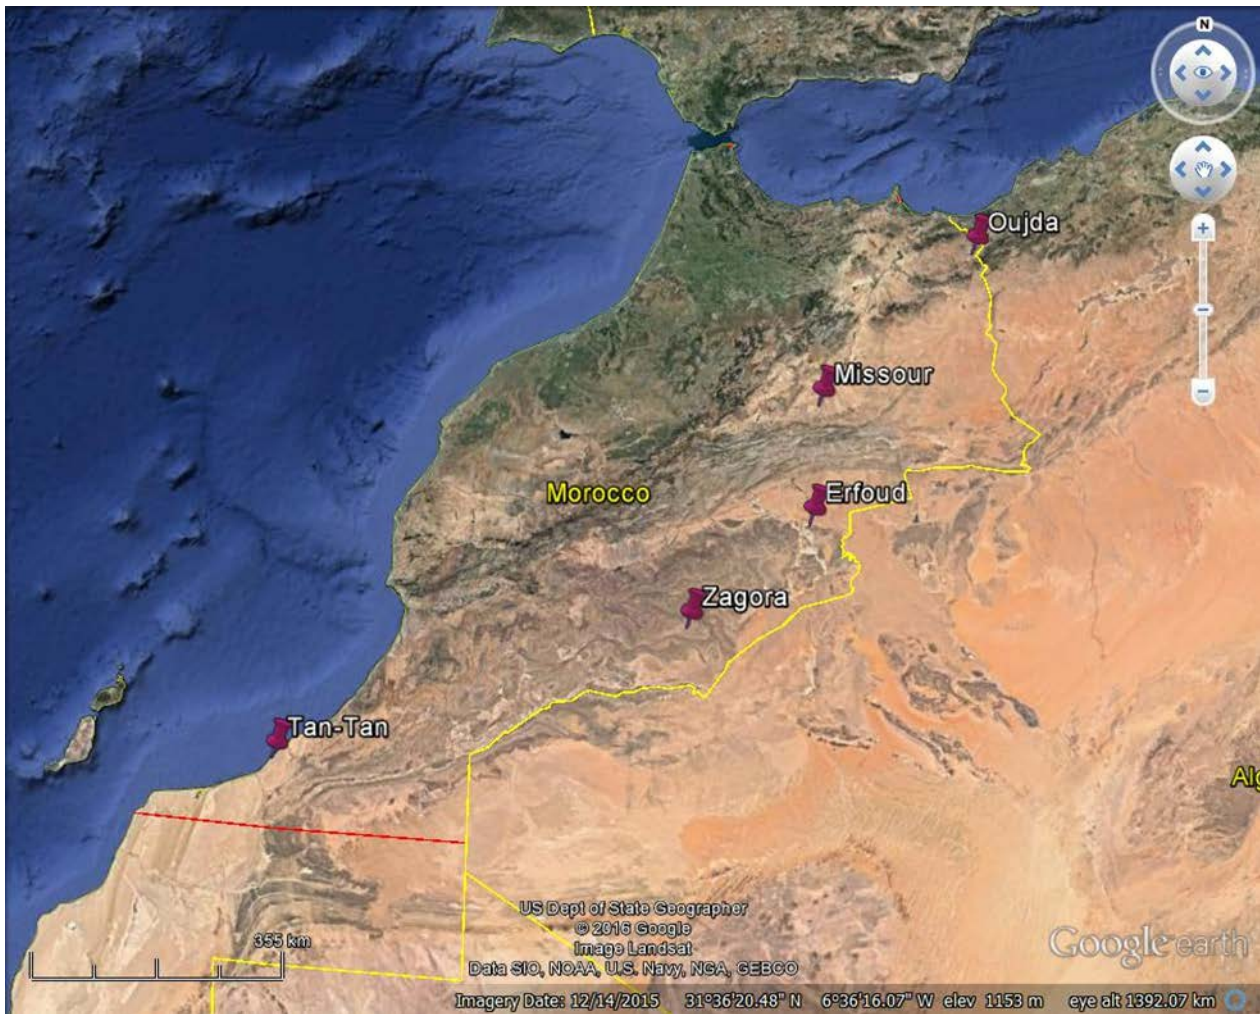 N
Oujda
Missour
Erfoud
Morocco
Zagora
Tan-Tan
Alg
US Dept of State Geographer
© 2016 Google
Image Landsat
Data SIO, NOAA, U.S. Navy, NGA, GEBCO
355 km
Google earth
Imagery Date: 12/14/2015 31°36'20.48" N 6°36'16.07" W elev 1153 m eye alt 1392.07 km